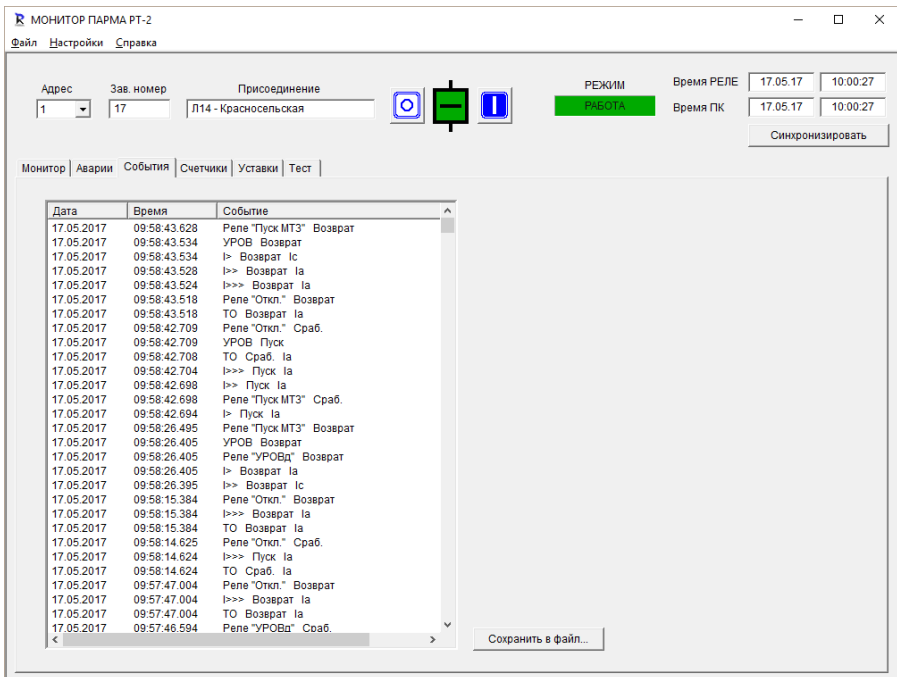 МОНИТОР ПАРМА РТ-2
Файл Настройки Справка
Адрес Зав. номер Присоединение РЕЖИМ Время РЕЛЕ 17.05.17 10:00:27
1 17 Л14 - Красносельская РАБОТА Время ПК 17.05.17 10:00:27
Синхронизировать
Монитор Аварии События Счетчики Уставки Тест
Дата Время Событие
17.05.2017 09:58:43.628 Реле "Пуск МТЗ" Возврат
17.05.2017 09:58:43.534 УРОВ Возврат
17.05.2017 09:58:43.534 I> Возврат Ic
17.05.2017 09:58:43.528 I>> Возврат Ia
17.05.2017 09:58:43.524 I>>> Возврат Ia
17.05.2017 09:58:43.518 Реле "Откл." Возврат
17.05.2017 09:58:43.518 ТО Возврат Ia
17.05.2017 09:58:42.709 Реле "Откл." Сраб.
17.05.2017 09:58:42.709 УРОВ Пуск
17.05.2017 09:58:42.708 ТО Сраб. Ia
17.05.2017 09:58:42.704 I>>> Пуск Ia
17.05.2017 09:58:42.698 I>> Пуск Ia
17.05.2017 09:58:42.698 Реле "Пуск МТЗ" Сраб.
17.05.2017 09:58:42.694 I> Пуск Ia
17.05.2017 09:58:26.495 Реле "Пуск МТЗ" Возврат
17.05.2017 09:58:26.405 УРОВ Возврат
17.05.2017 09:58:26.405 Реле "УРОВд" Возврат
17.05.2017 09:58:26.405 I> Возврат Ia
17.05.2017 09:58:26.395 I>> Возврат Ic
17.05.2017 09:58:15.384 Реле "Откл." Возврат
17.05.2017 09:58:15.384 I>>> Возврат Ia
17.05.2017 09:58:15.384 ТО Возврат Ia
17.05.2017 09:58:14.625 Реле "Откл." Сраб.
17.05.2017 09:58:14.624 I>>> Пуск Ia
17.05.2017 09:58:14.624 ТО Сраб. Ia
17.05.2017 09:57:47.004 Реле "Откл." Возврат
17.05.2017 09:57:47.004 I>>> Возврат Ia
17.05.2017 09:57:47.004 ТО Возврат Ia
17.05.2017 09:57:46.594 Реле "УРОВд" Сраб.
Сохранить в файл...